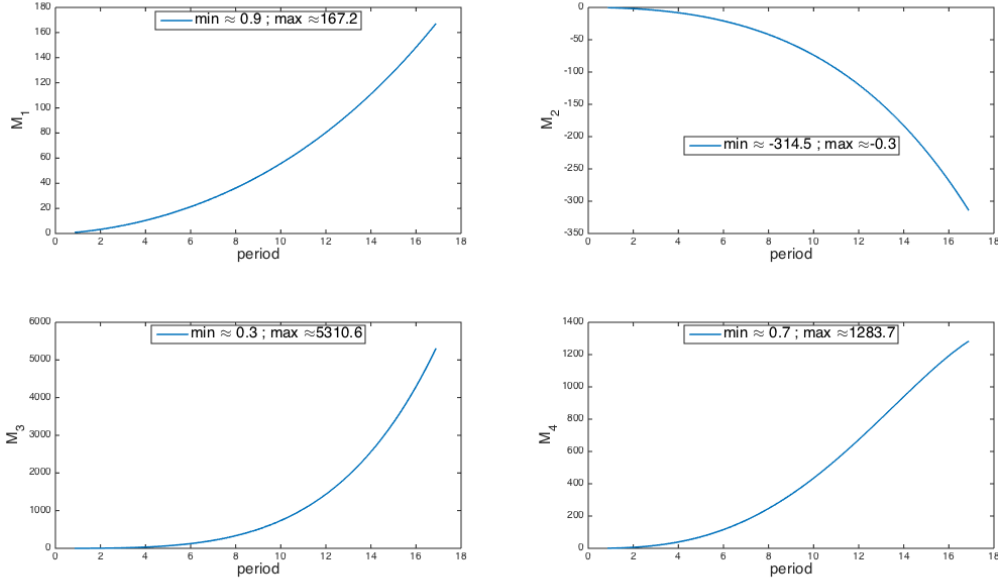 min ≈ 0.9 ; max ≈167.2
180
160
140
120
100
80
60
40
20
0
M1
0 2 4 6 8 10 12 14 16 18
period
0
-50
-100
-150
-200
-250
-300
-350
M2
min ≈ -314.5 ; max ≈-0.3
0 2 4 6 8 10 12 14 16 18
period
min ≈ 0.3 ; max ≈5310.6
6000
5000
4000
3000
2000
1000
0
M3
0 2 4 6 8 10 12 14 16 18
period
min ≈ 0.7 ; max ≈1283.7
1400
1200
1000
800
600
400
200
0
M4
0 2 4 6 8 10 12 14 16 18
period